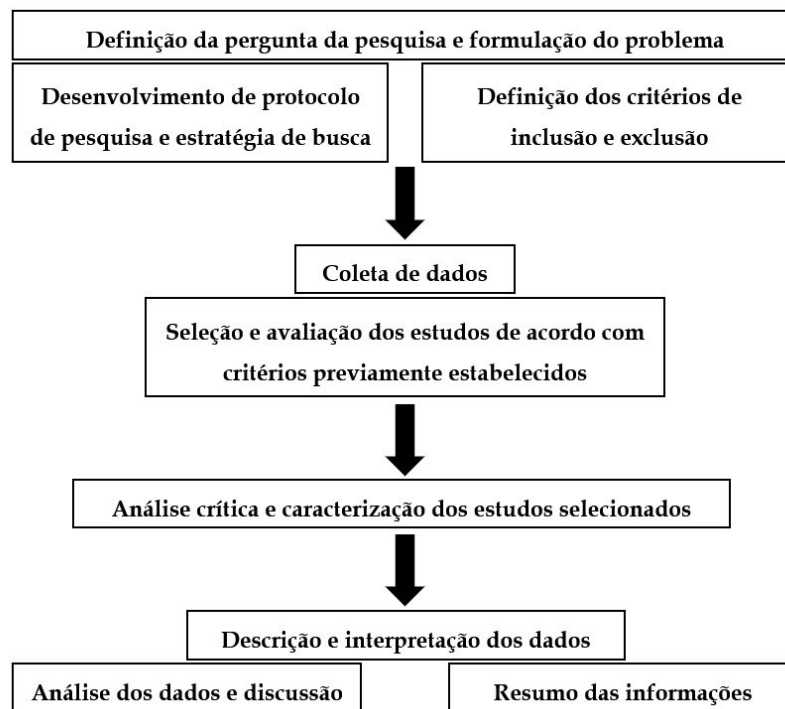 Definição da pergunta da pesquisa e formulação do problema
Desenvolvimento de protocolo
de pesquisa e estratégia de busca
Definição dos critérios de
inclusão e exclusão
Coleta de dados
Seleção e avaliação dos estudos de acordo com
critérios previamente estabelecidos
Análise crítica e caracterização dos estudos selecionados
Descrição e interpretação dos dados
Análise dos dados e discussão
Resumo das informações